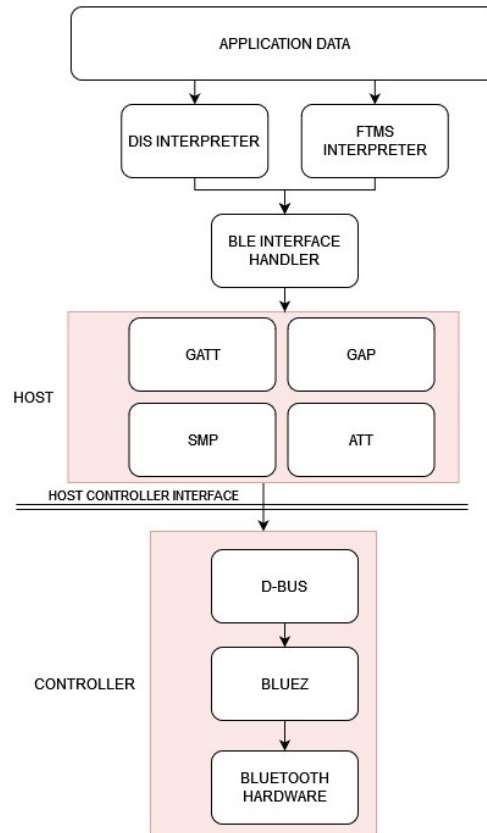 APPLICATION DATA
DIS INTERPRETER
FTMS
INTERPRETER
BLE INTERFACE
HANDLER
GATT
GAP
HOST
SMP
ATT
HOST CONTROLLER INTERFACE
D-BUS
CONTROLLER
BLUEZ
BLUETOOTH
HARDWARE